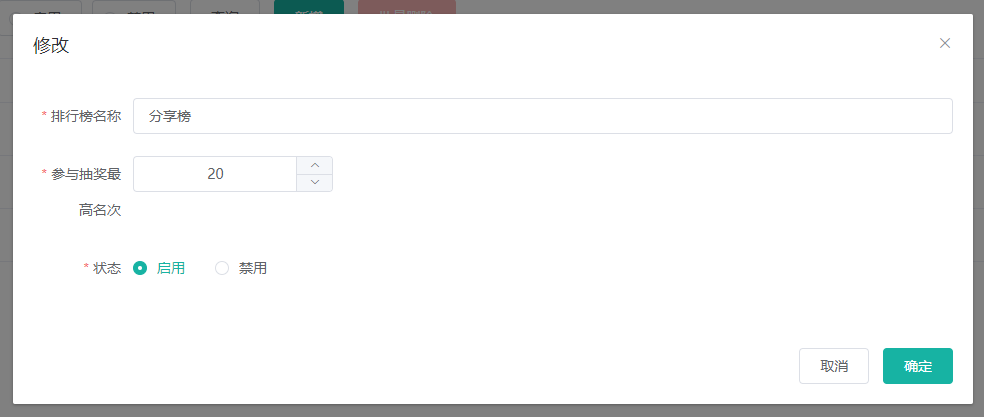 修改
* 排行榜名称 分享榜
* 参与抽奖最 20
高名次
* 状态 启用 禁用
取消 确定